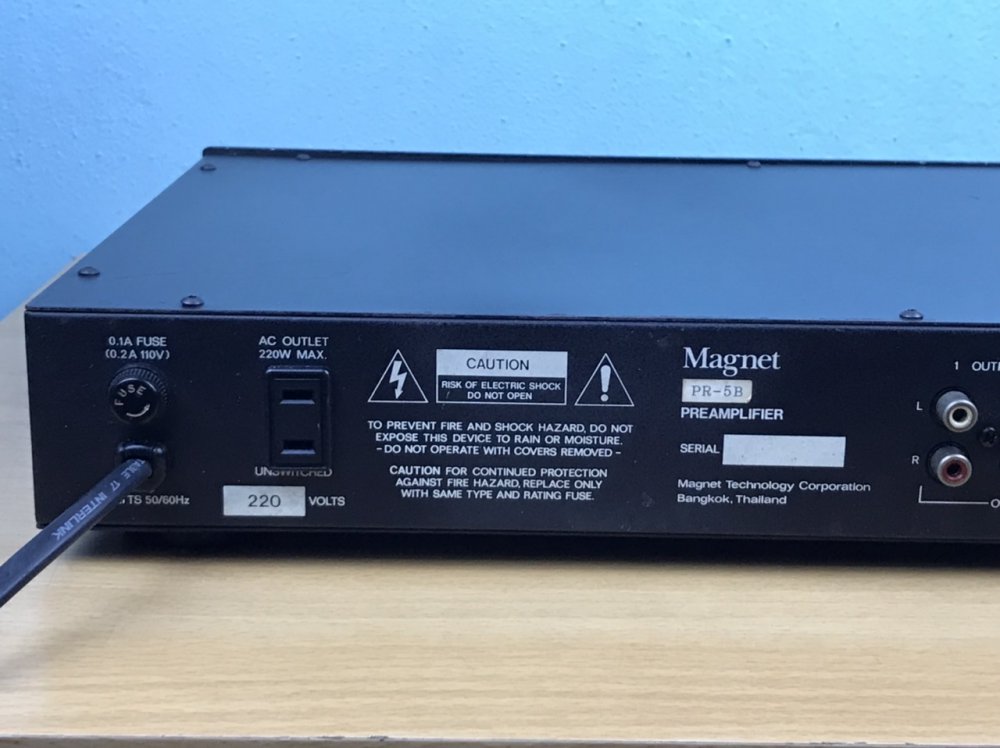 0.1A FUSE
(0.2A 110V)
FUSE
INTERLINK
50/60Hz
AC OUTLET
220W MAX.
UNSWITCHED
220 VOLTS
CAUTION
RISK OF ELECTRIC SHOCK
DO NOT OPEN
TO PREVENT FIRE AND SHOCK HAZARD, DO NOT
EXPOSE THIS DEVICE TO RAIN OR MOISTURE.
- DO NOT OPERATE WITH COVERS REMOVED -
CAUTION FOR CONTINUED PROTECTION
AGAINST FIRE HAZARD, REPLACE ONLY
WITH SAME TYPE AND RATING FUSE.
Magnet
PR-5B
PREAMPLIFIER
SERIAL
Magnet Technology Corporation
Bangkok, Thailand
1
L
R